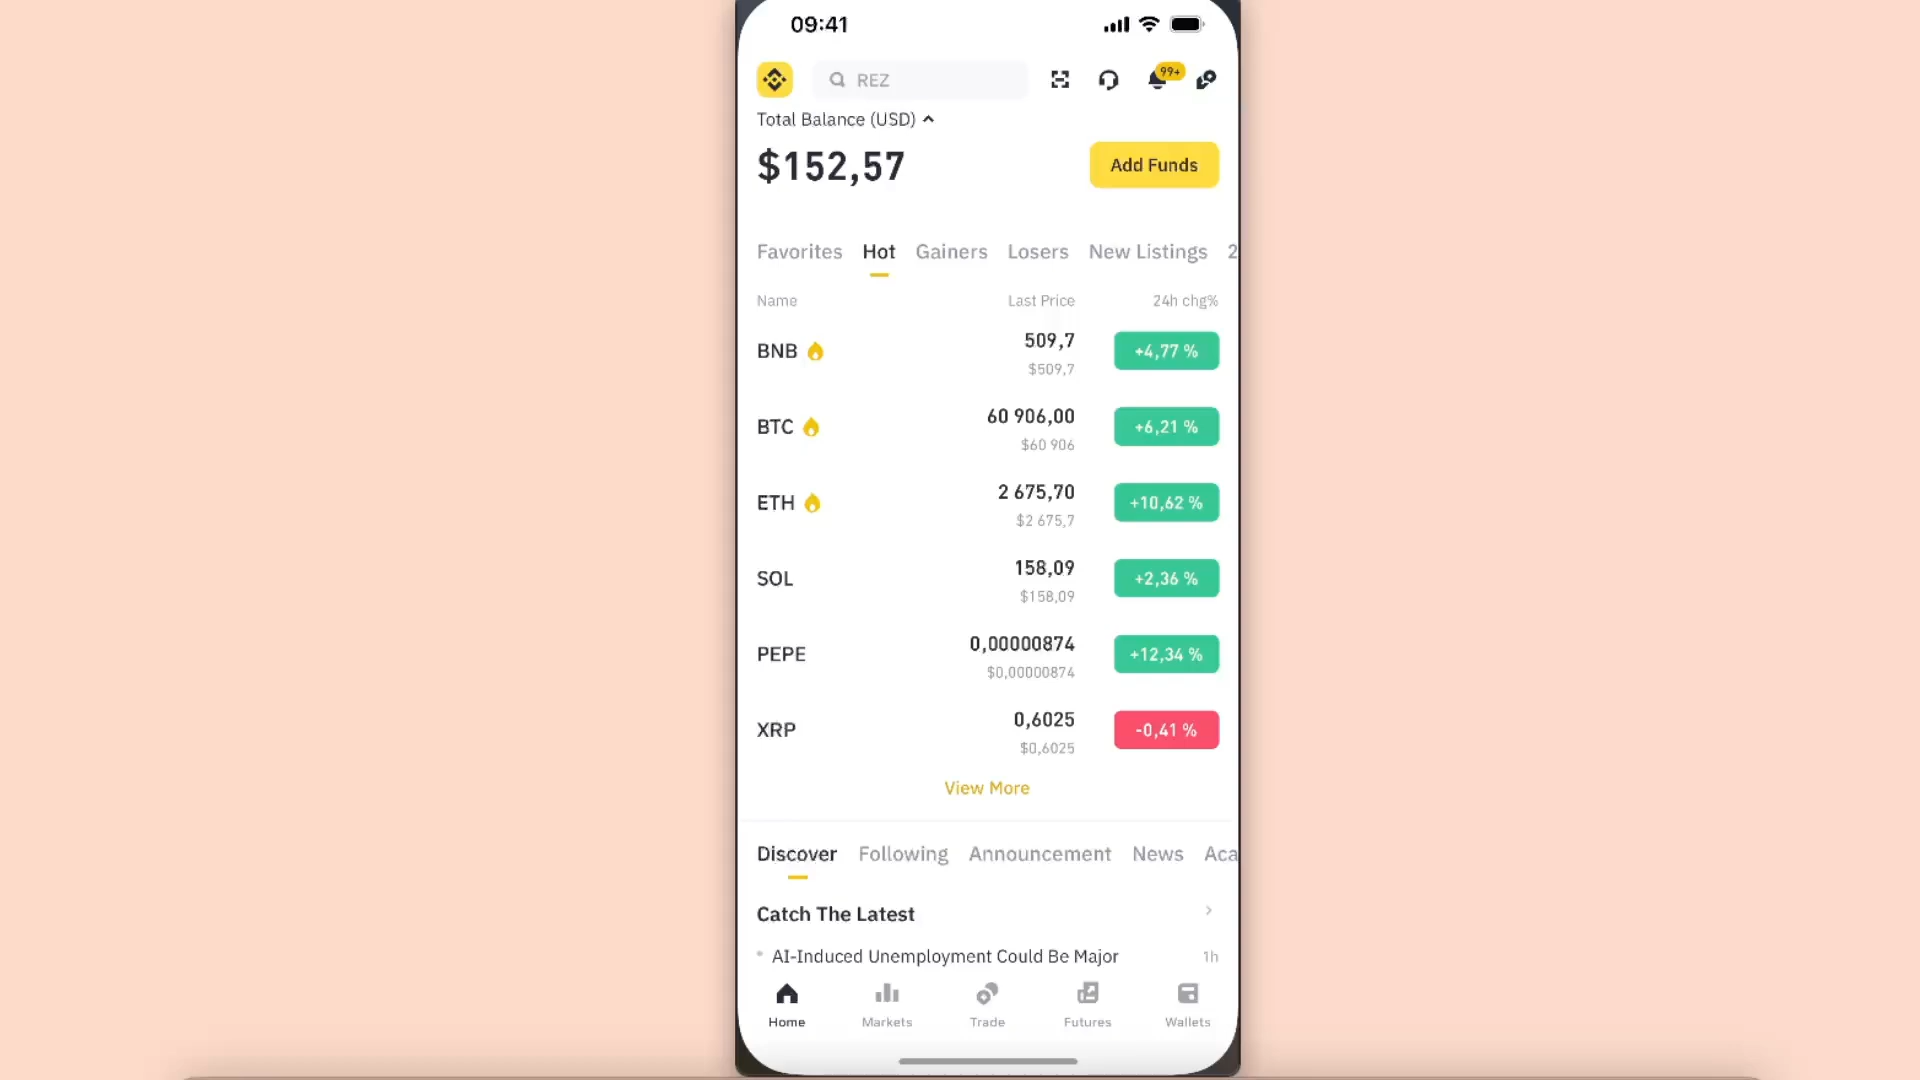 09:41
REZ
99+
Total Balance (USD)
$152,57
Add Funds
Favorites Hot Gainers Losers New Listings 2
Name Last Price 24h chg%
BNB 509,7 +4,77 %
$509,7
BTC 60 906,00 +6,21 %
$60 906
ETH 2 675,70 +10,62 %
$2 675,7
SOL 158,09 +2,36 %
$158,09
PEPE 0,00000874 +12,34 %
$0,00000874
XRP 0,6025 -0,41 %
$0,6025
View More
Discover Following Announcement News Aca
Catch The Latest
AI-Induced Unemployment Could Be Major 1h
Home Markets Trade Futures Wallets